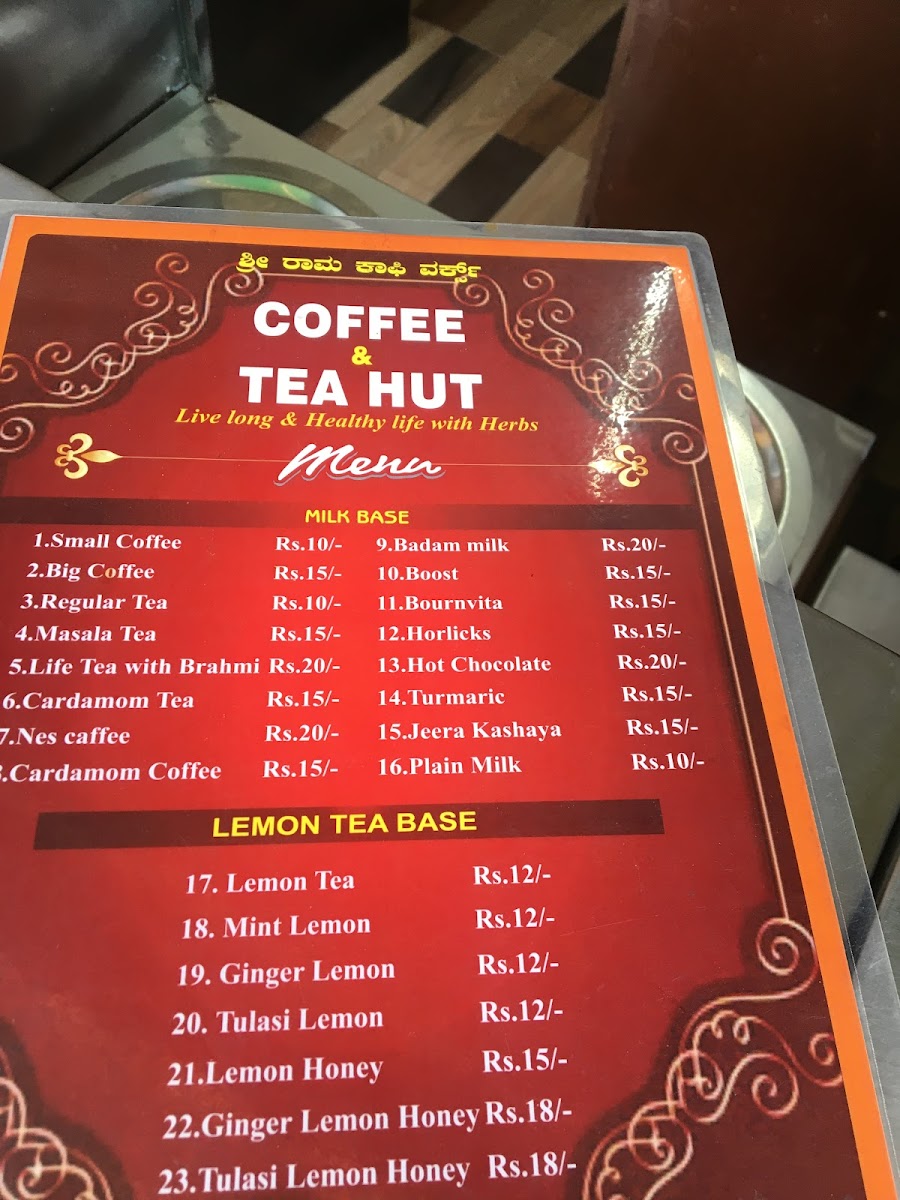 ಶ್ರೀ ರಾಮ ಕಾಫಿ ವರ್ಕ್ಸ್
COFFEE
&
TEA HUT
Live long & Healthy life with Herbs
Menu
MILK BASE
1.Small Coffee Rs.10/- 9.Badam milk Rs.20/-
2.Big Coffee Rs.15/- 10.Boost Rs.15/-
3.Regular Tea Rs.10/- 11.Bournvita Rs.15/-
4.Masala Tea Rs.15/- 12.Horlicks Rs.15/-
5.Life Tea with Brahmi Rs.20/- 13.Hot Chocolate Rs.20/-
6.Cardamom Tea Rs.15/- 14.Turmaric Rs.15/-
7.Nes caffee Rs.20/- 15.Jeera Kashaya Rs.15/-
8.Cardamom Coffee Rs.15/- 16.Plain Milk Rs.10/-
LEMON TEA BASE
17. Lemon Tea Rs.12/-
18. Mint Lemon Rs.12/-
19. Ginger Lemon Rs.12/-
20. Tulasi Lemon Rs.12/-
21.Lemon Honey Rs.15/-
22.Ginger Lemon Honey Rs.18/-
23.Tulasi Lemon Honey Rs.18/-